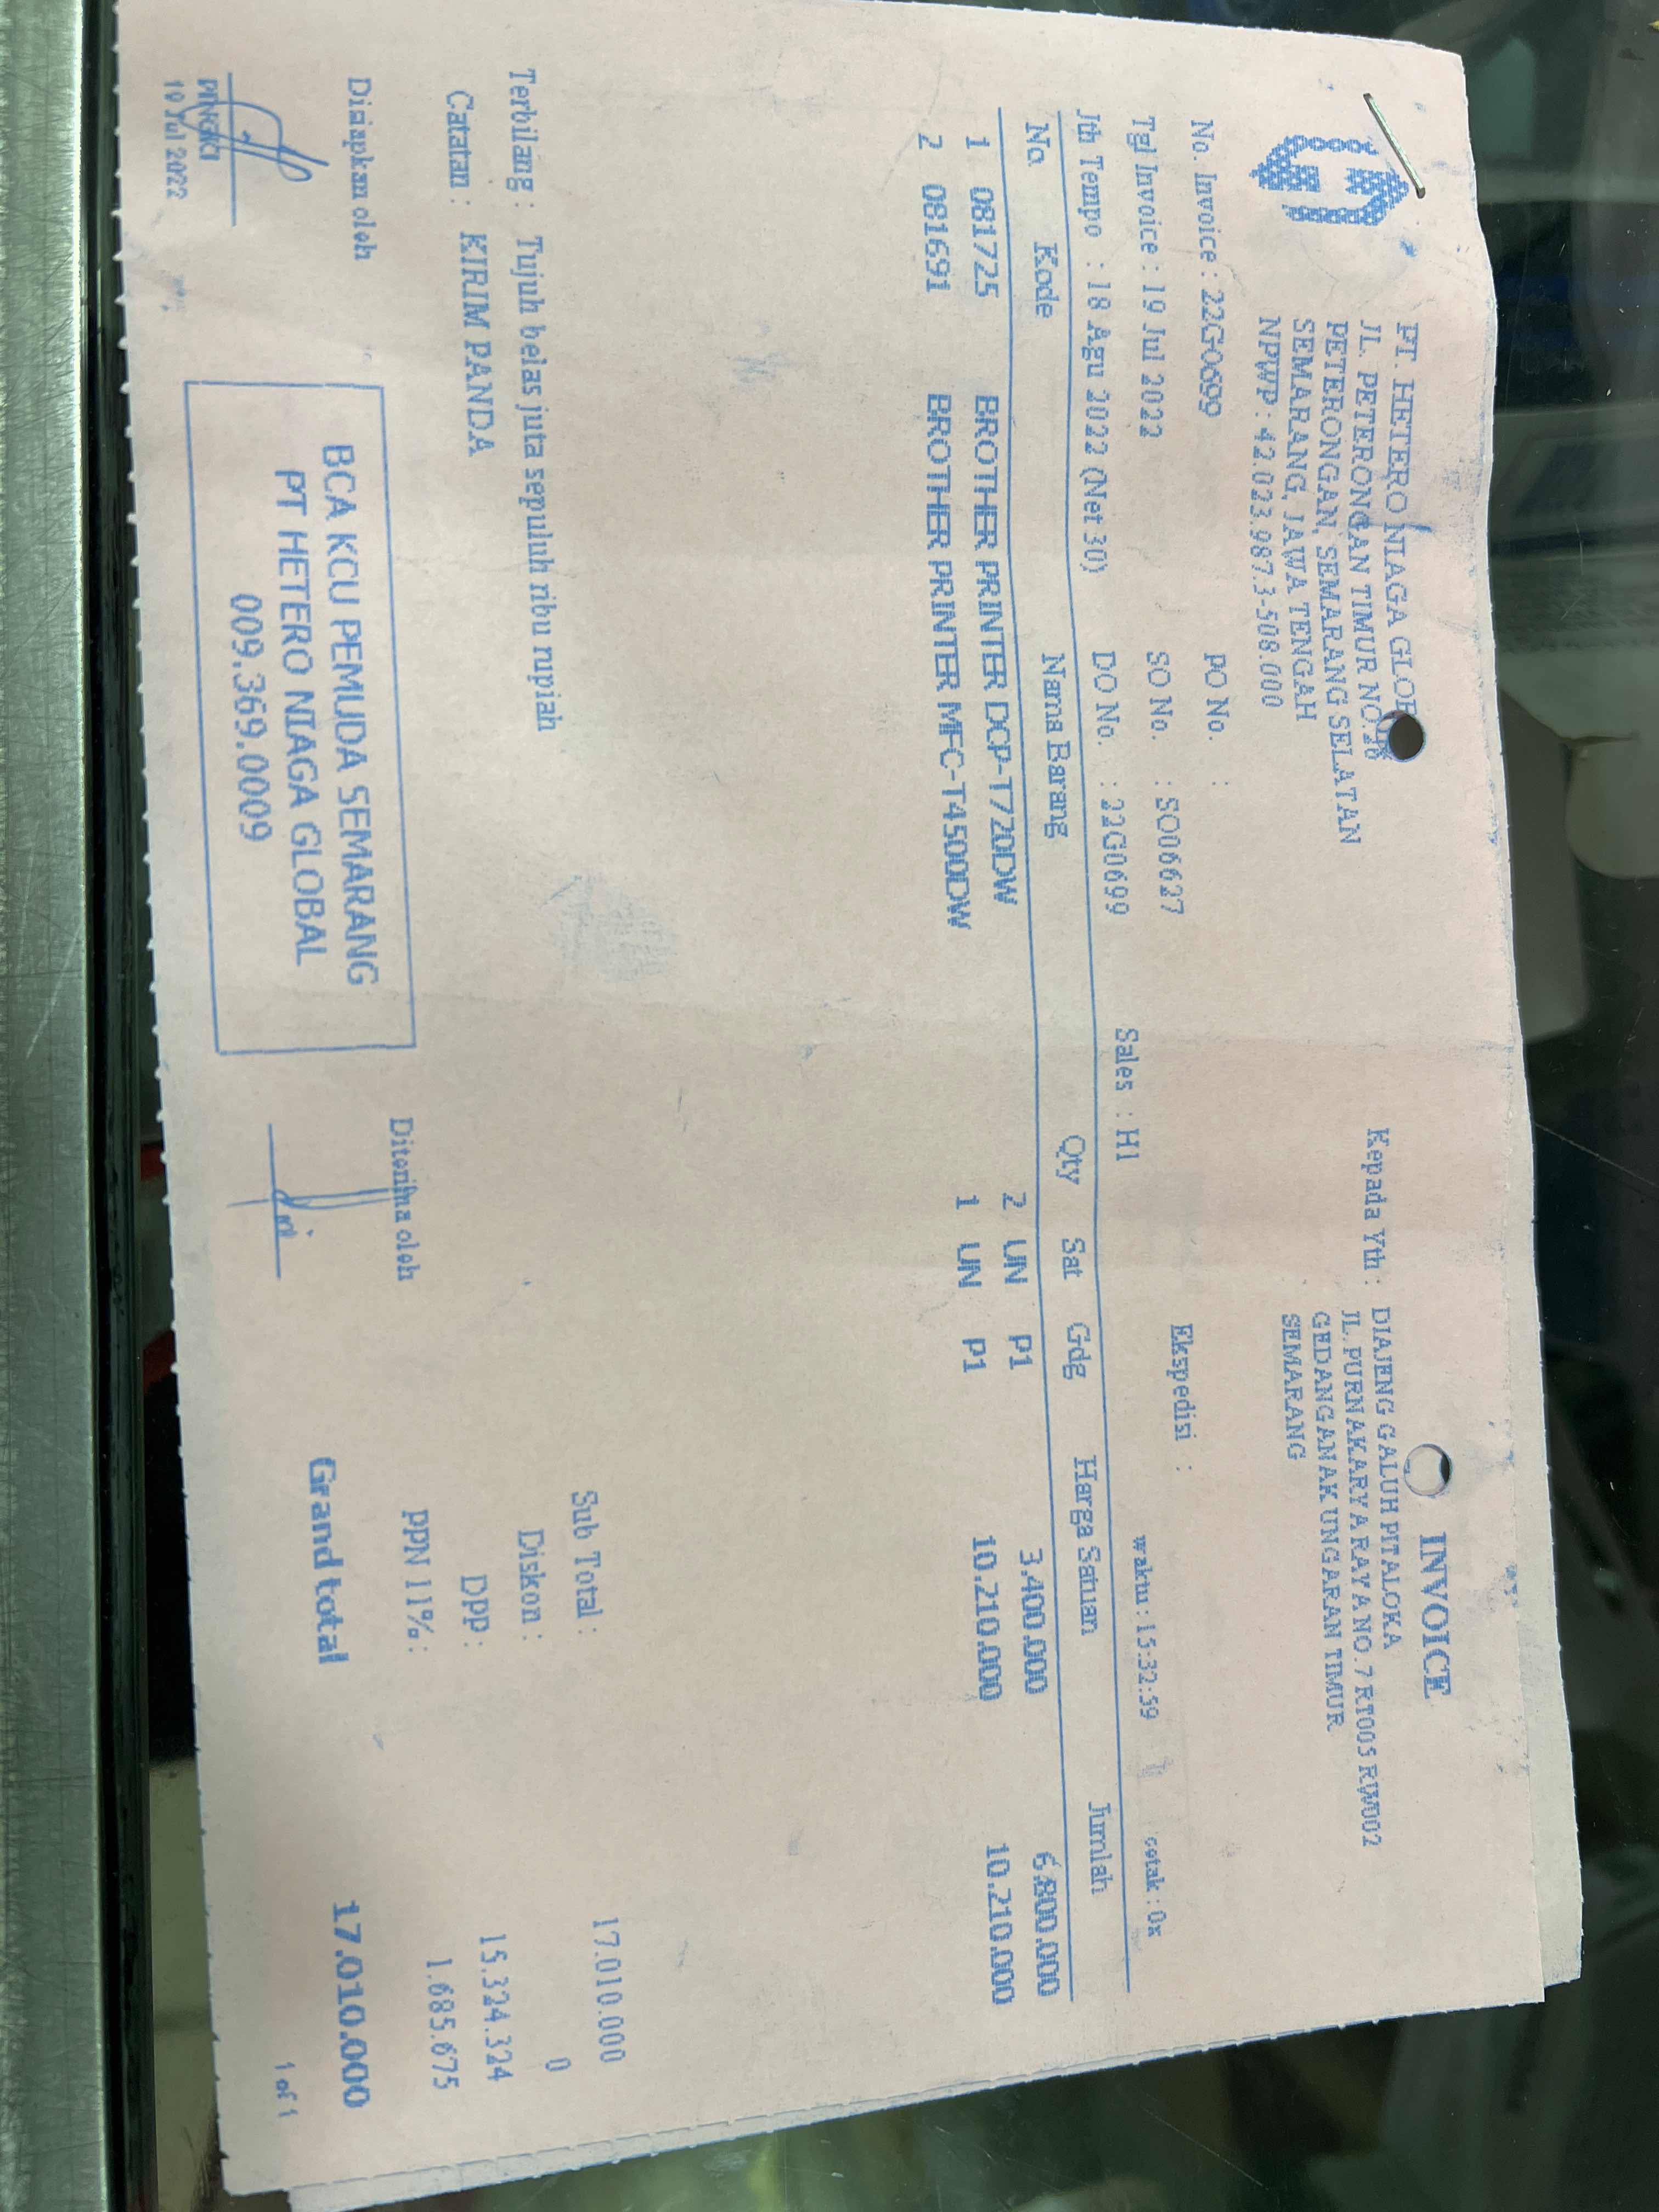 INVOICE
PT. HETERO NIAGA
JL. PETERONGAN TIMUR NO.
PETERONGAN, SEMARANG SELATAN
SEMARANG, JAWA TENGAH
NPWP : 42.023.987.3-508.000
Kepada Yth : DIAJENG GALUH PITALOKA
JL. PURNAKARYA RAYA NO.7 RT005 RW002
GEDANGANAK UNGARAN TIMUR
SEMARANG
No. Invoice : 22G0699 PO No. :
Tgl Invoice : 19 Jul 2022 SO No. : SO06627 Ekspedisi :
Jth Tempo : 18 Agu 2022 (Net 30) DO No. : 22G0699 Sales : H1 waktu : 15:32:59 cetak : 0x
No. Kode Nama Barang Qty Sat Gdg Harga Satuan Jumlah
1 081725 BROTHER PRINTER DCP-T720DW 2 UN P1 3.400.000 6.800.000
2 081691 BROTHER PRINTER MFC-T4500DW 1 UN P1 10.210.000 10.210.000
Terbilang : Tujuh belas juta sepuluh ribu rupiah
Catatan : KIRIM PANDA
Sub Total : 17.010.000
Diskon : 0
DPP : 15.324.324
PPN 11% : 1.685.675
Grand total 17.010.000
Disiapkan oleh
Diterima oleh
BCA KCU PEMUDA SEMARANG
PT HETERO NIAGA GLOBAL
009.369.0009
19 Jul 2022
1 of 1